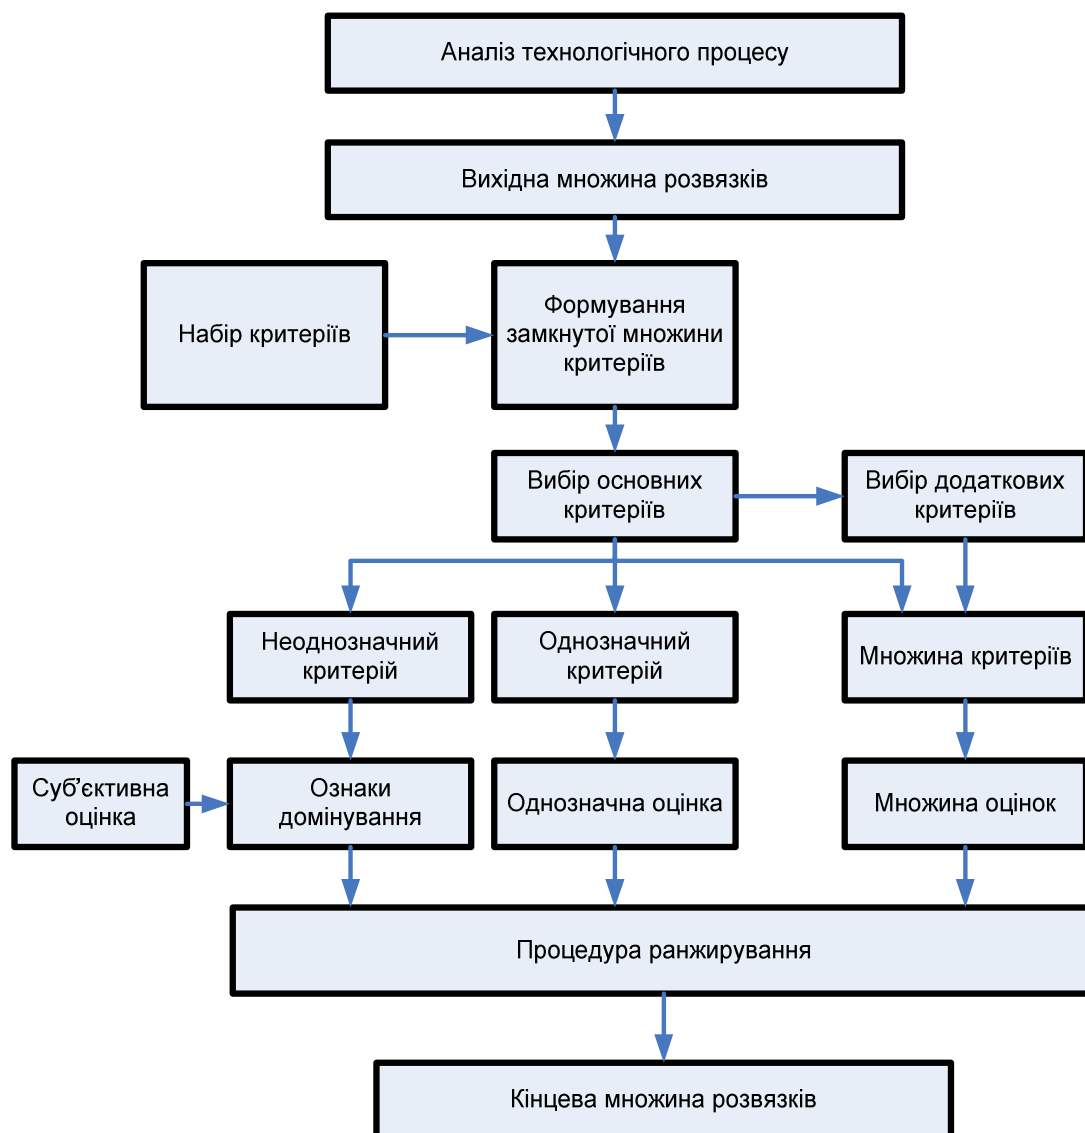 Аналіз технологічного процесу
Вихідна множина розвязків
Набір критеріїв
Формування
замкнутої множини
критеріїв
Вибір основних
критеріїв
Вибір додаткових
критеріїв
Неоднозначний
критерій
Однозначний
критерій
Множина критеріїв
Суб’єктивна
оцінка
Ознаки
домінування
Однозначна оцінка
Множина оцінок
Процедура ранжирування
Кінцева множина розвязків